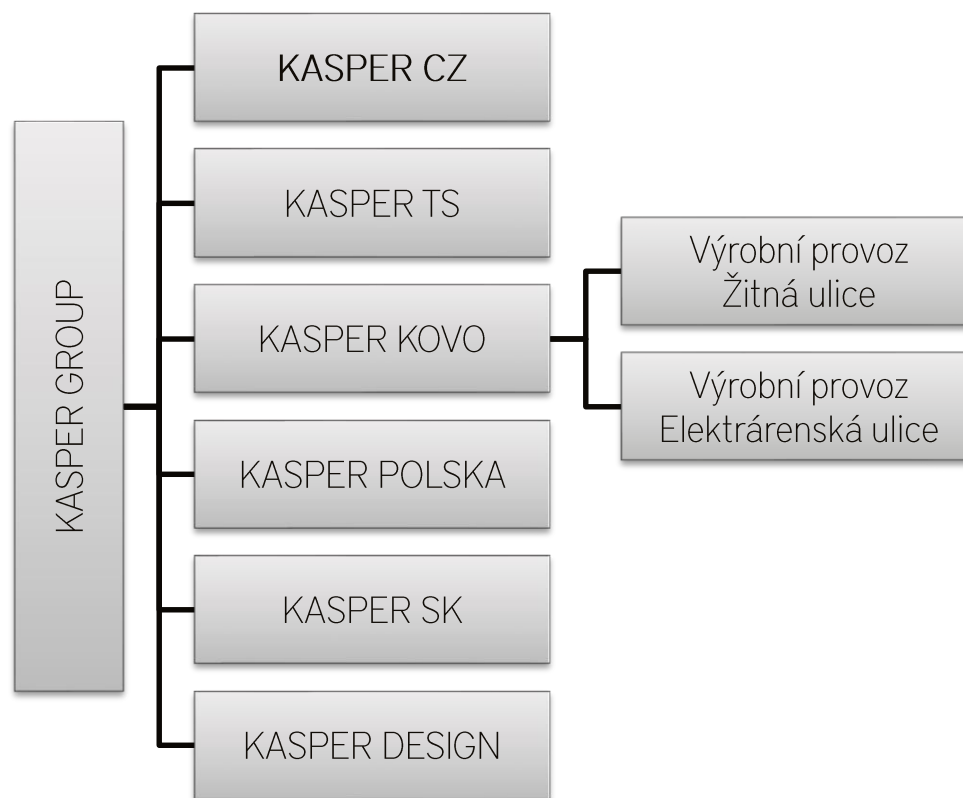 KASPER GROUP
KASPER CZ
KASPER TS
KASPER KOVO
KASPER POLSKA
KASPER SK
KASPER DESIGN
Výrobní provoz
Žitná ulice
Výrobní provoz
Elektrárenská ulice